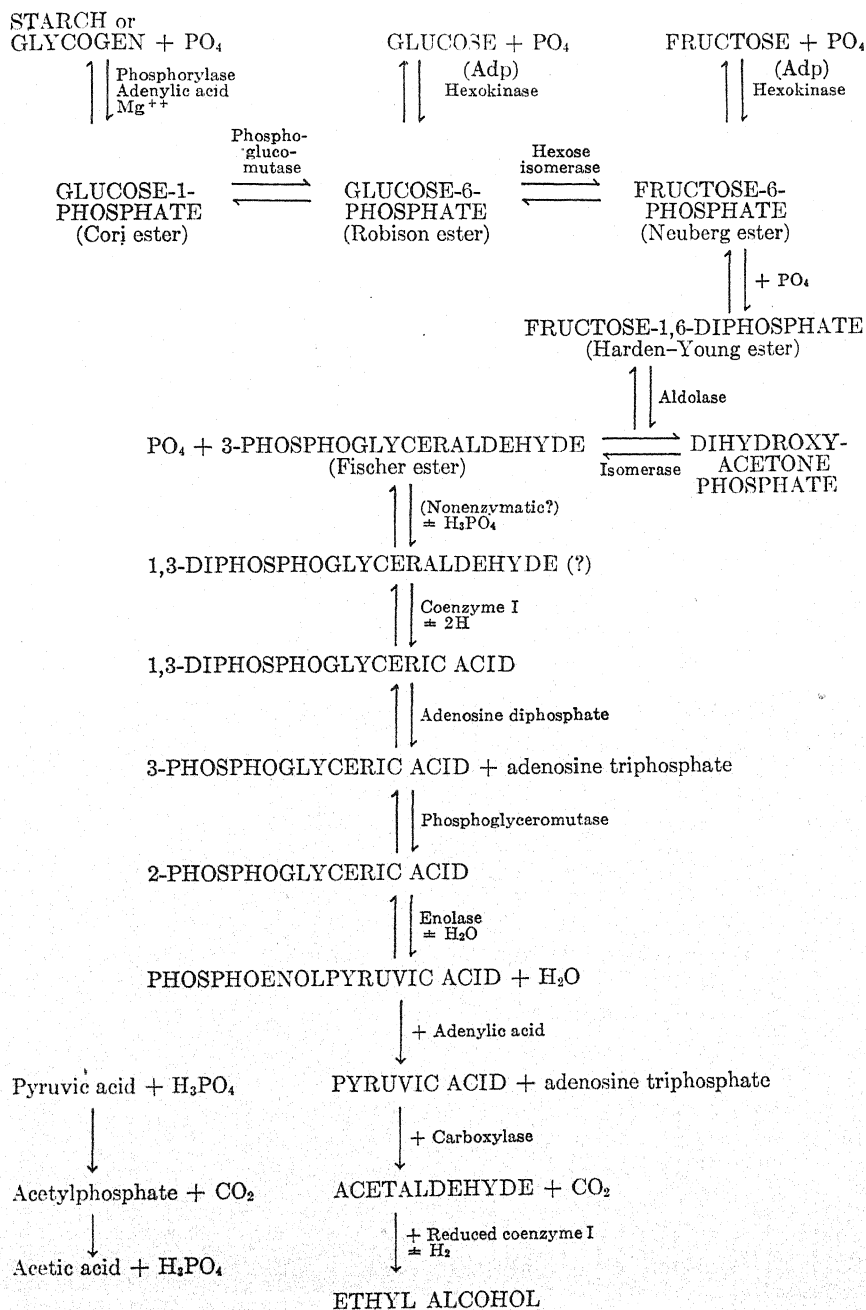 STARCH or
GLYCOGEN + PO₄
GLUCOSE + PO₄
FRUCTOSE + PO₄
Phosphorylase
Adenylic acid
Mg⁺⁺
(Adp)
Hexokinase
(Adp)
Hexokinase
Phospho-
gluco-
mutase
Hexose
isomerase
GLUCOSE-1-
PHOSPHATE
(Cori ester)
GLUCOSE-6-
PHOSPHATE
(Robison ester)
FRUCTOSE-6-
PHOSPHATE
(Neuberg ester)
+ PO₄
FRUCTOSE-1,6-DIPHOSPHATE
(Harden–Young ester)
Aldolase
PO₄ + 3-PHOSPHOGLYCERALDEHYDE
(Fischer ester)
Isomerase
DIHYDROXY-
ACETONE
PHOSPHATE
(Nonenzymatic?)
± H₃PO₄
1,3-DIPHOSPHOGLYCERALDEHYDE (?)
Coenzyme I
± 2H
1,3-DIPHOSPHOGLYCERIC ACID
Adenosine diphosphate
3-PHOSPHOGLYCERIC ACID + adenosine triphosphate
Phosphoglyceromutase
2-PHOSPHOGLYCERIC ACID
Enolase
± H₂O
PHOSPHOENOLPYRUVIC ACID + H₂O
+ Adenylic acid
Pyruvic acid + H₃PO₄
PYRUVIC ACID + adenosine triphosphate
+ Carboxylase
Acetylphosphate + CO₂
ACETALDEHYDE + CO₂
+ Reduced coenzyme I
± H₂
Acetic acid + H₃PO₄
ETHYL ALCOHOL